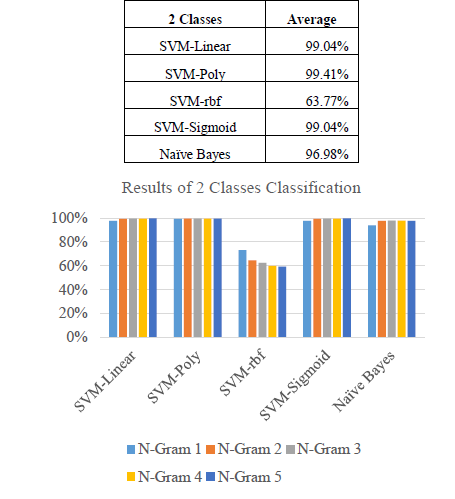 2 Classes Average
SVM-Linear 99.04%
SVM-Poly 99.41%
SVM-rbf 63.77%
SVM-Sigmoid 99.04%
Naïve Bayes 96.98%
Results of 2 Classes Classification
100%
80%
60%
40%
20%
0%
SVM-Linear SVM-Poly SVM-rbf SVM-Sigmoid Naïve Bayes
N-Gram 1 N-Gram 2 N-Gram 3
N-Gram 4 N-Gram 5